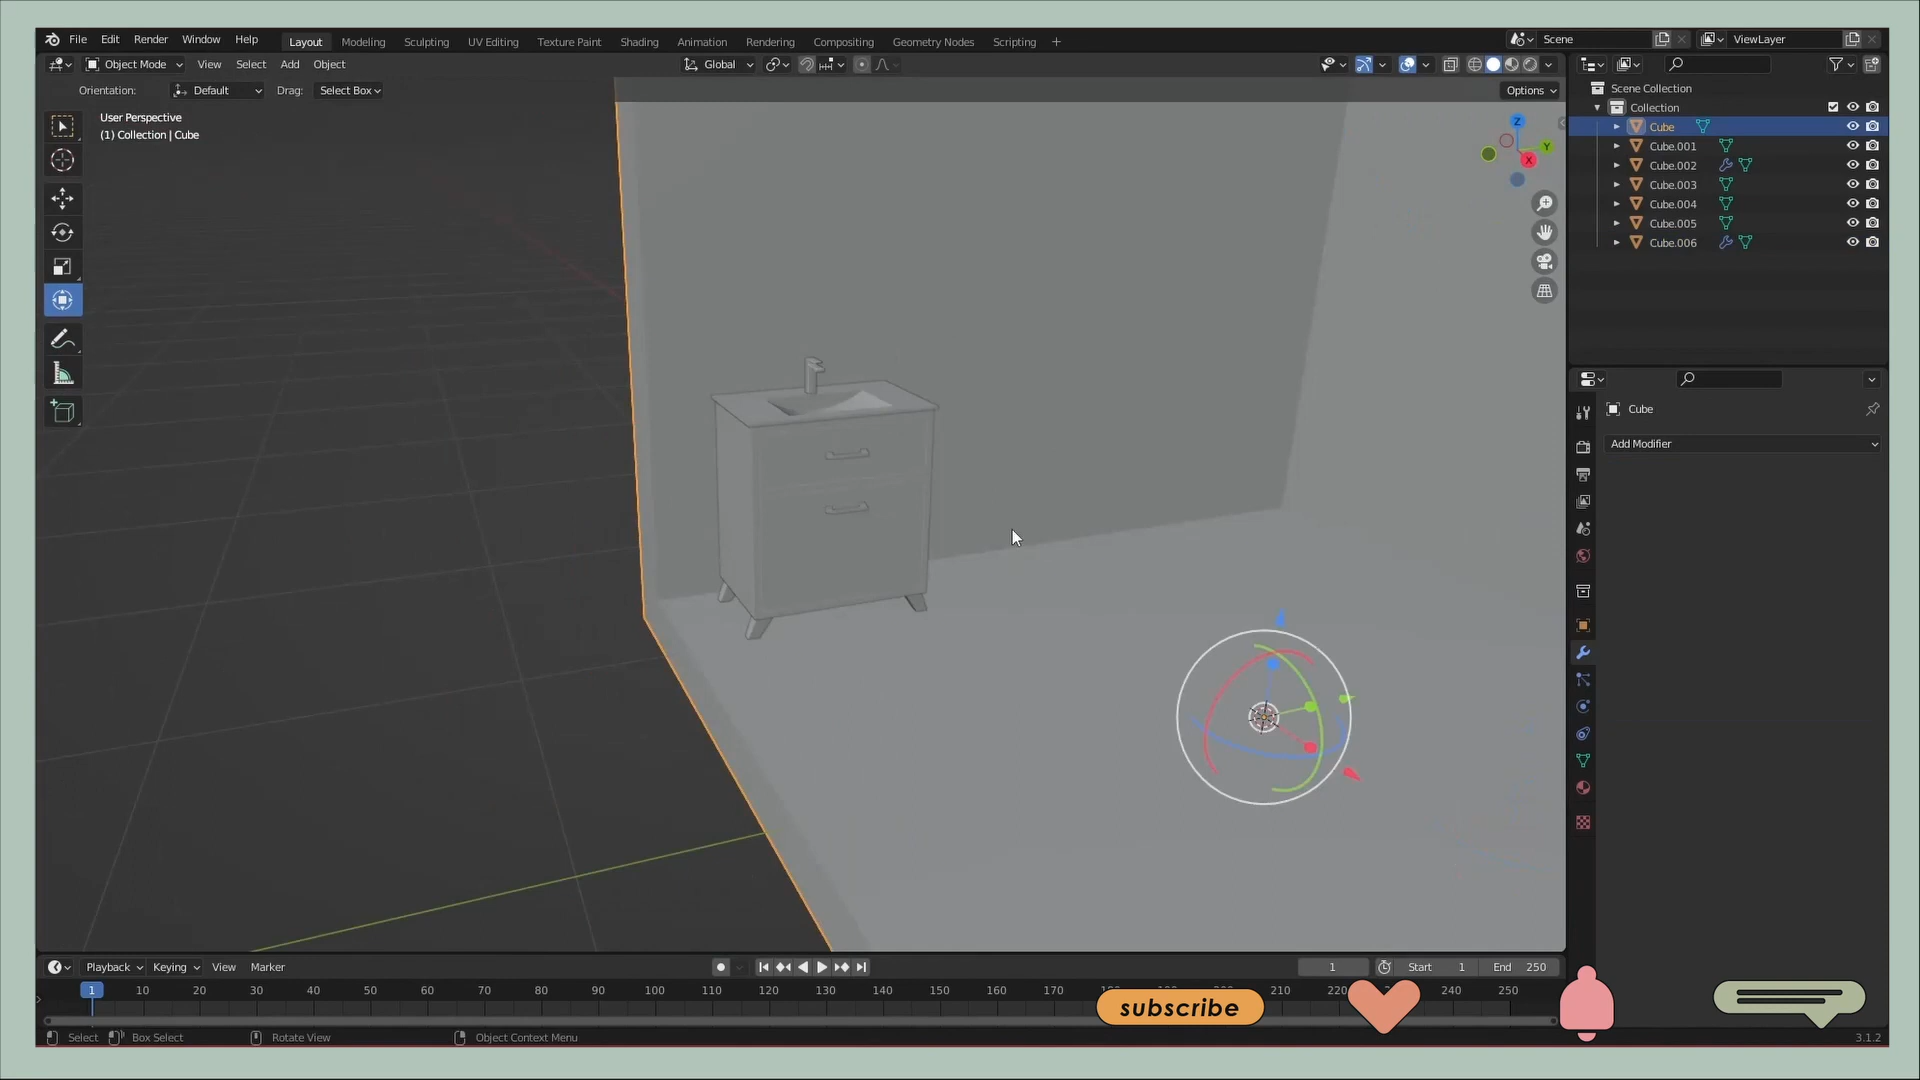 File Edit Render Window Help Layout Modeling Sculpting UV Editing Texture Paint Shading Animation Rendering Compositing Geometry Nodes Scripting + Scene ViewLayer
Object Mode View Select Add Object Global
Orientation: Default Drag: Select Box Options
User Perspective
(1) Collection | Cube
Z
Y
X
Scene Collection
Collection
Cube
Cube.001
Cube.002
Cube.003
Cube.004
Cube.005
Cube.006
Cube
Add Modifier
Playback Keying View Marker 1 Start 1 End 250
1 10 20 30 40 50 60 70 80 90 100 110 120 130 140 150 160 170 210 220 240 250
subscribe
Select Box Select Rotate View Object Context Menu 3.1.2